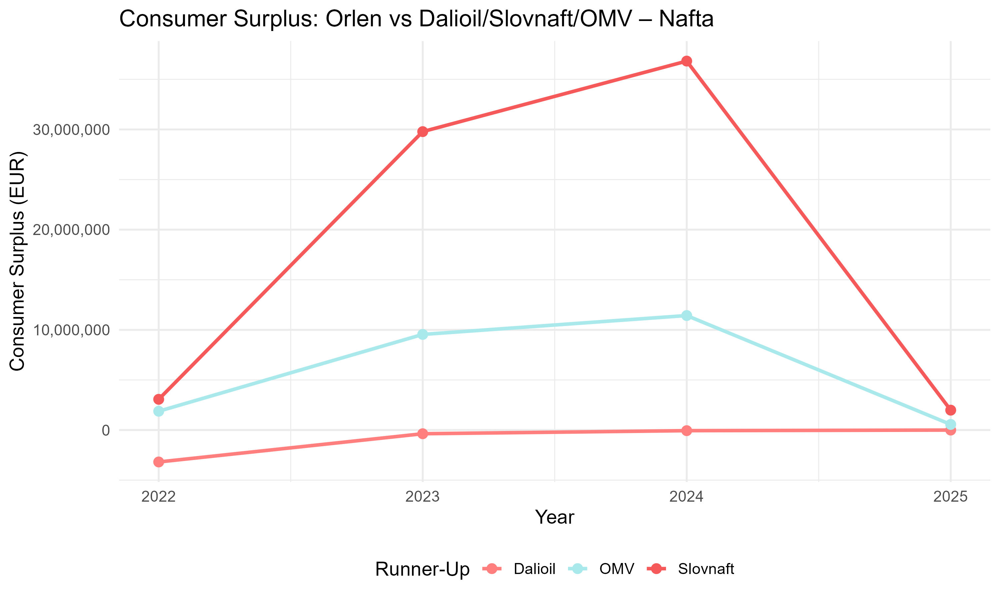 Consumer Surplus: Orlen vs Dalioil/Slovnaft/OMV – Nafta
Consumer Surplus (EUR)
30,000,000
20,000,000
10,000,000
0
2022 2023 2024 2025
Year
Runner-Up Dalioil OMV Slovnaft